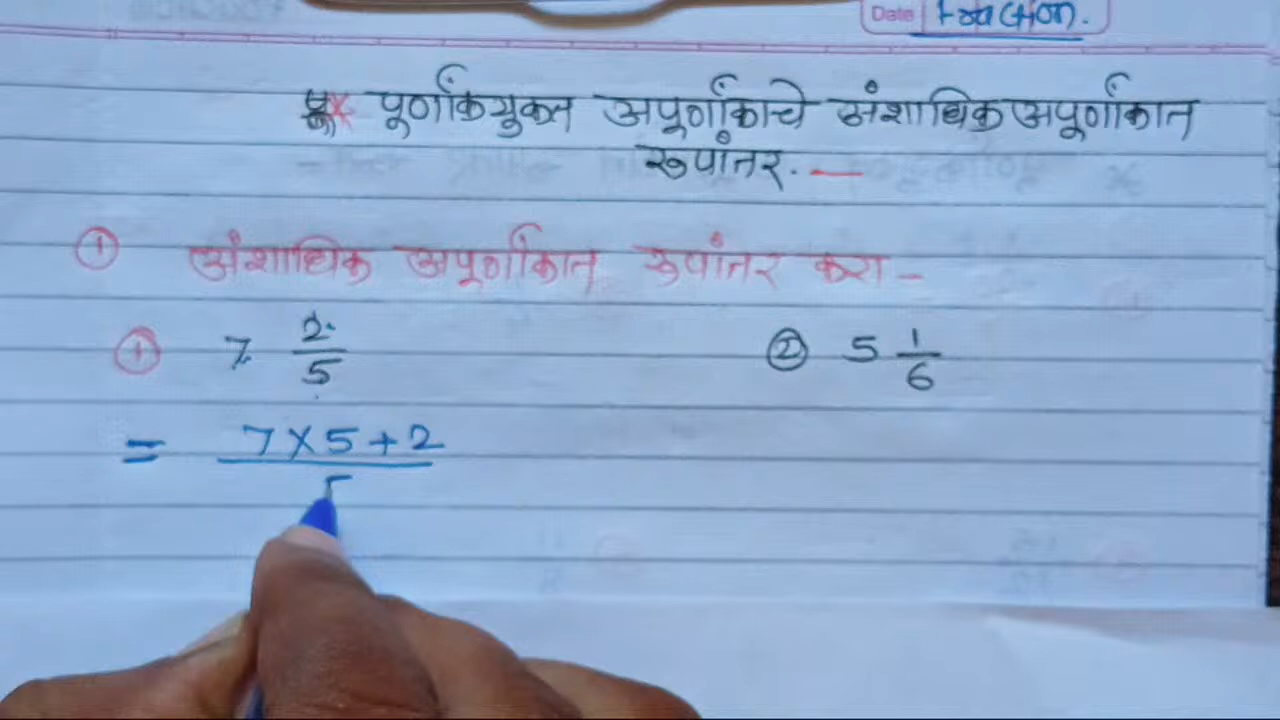 Date Fraction.
पूर्णांकयुक्त अपूर्णांकाचे अंशाधिक अपूर्णांकात
रूपांतर. —
① अंशाधिक अपूर्णांकात रूपांतर करा –
① 7 2/5 ② 5 1/6
= 7×5+2
5